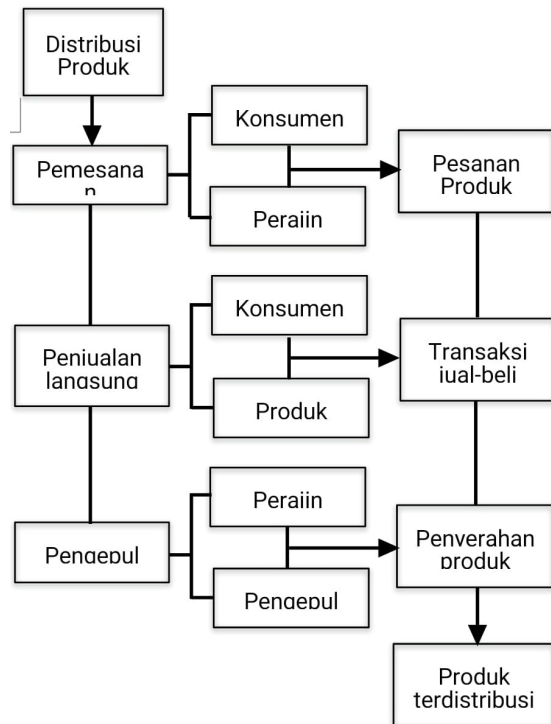 Distribusi
Produk
Pemesana
n
Konsumen
Perajin
Pesanan
Produk
Penjualan
langsung
Konsumen
Produk
Transaksi
jual-beli
Pengepul
Perajin
Pengepul
Penyerahan
produk
Produk
terdistribusi